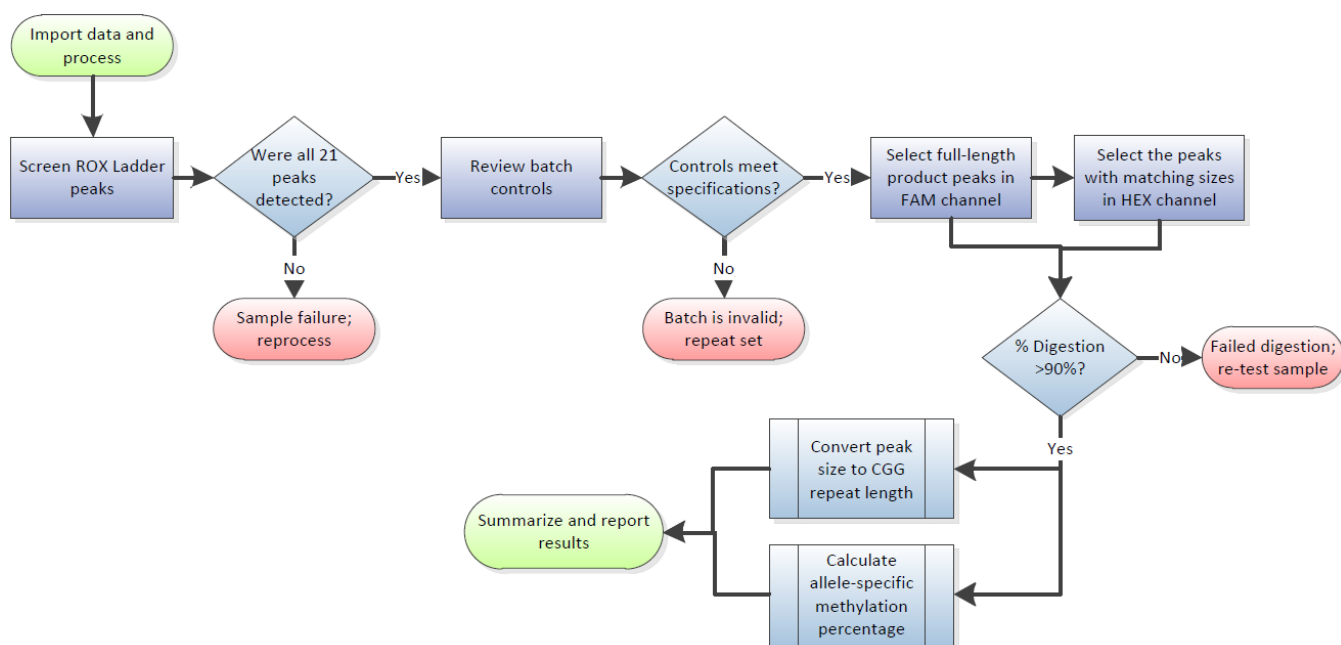 Import data and
process
Screen ROX Ladder
peaks
Were all 21
peaks
detected?
Yes
No
Sample failure;
reprocess
Review batch
controls
Controls meet
specifications?
Yes
No
Batch is invalid;
repeat set
Select full-length
product peaks in
FAM channel
Select the peaks
with matching sizes
in HEX channel
% Digestion
>90%?
No
Failed digestion;
re-test sample
Yes
Convert peak
size to CGG
repeat length
Calculate
allele-specific
methylation
percentage
Summarize and report
results